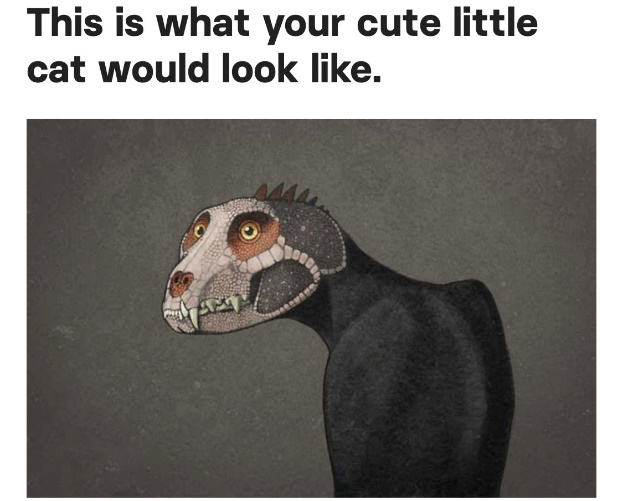 This is what your cute little
cat would look like.